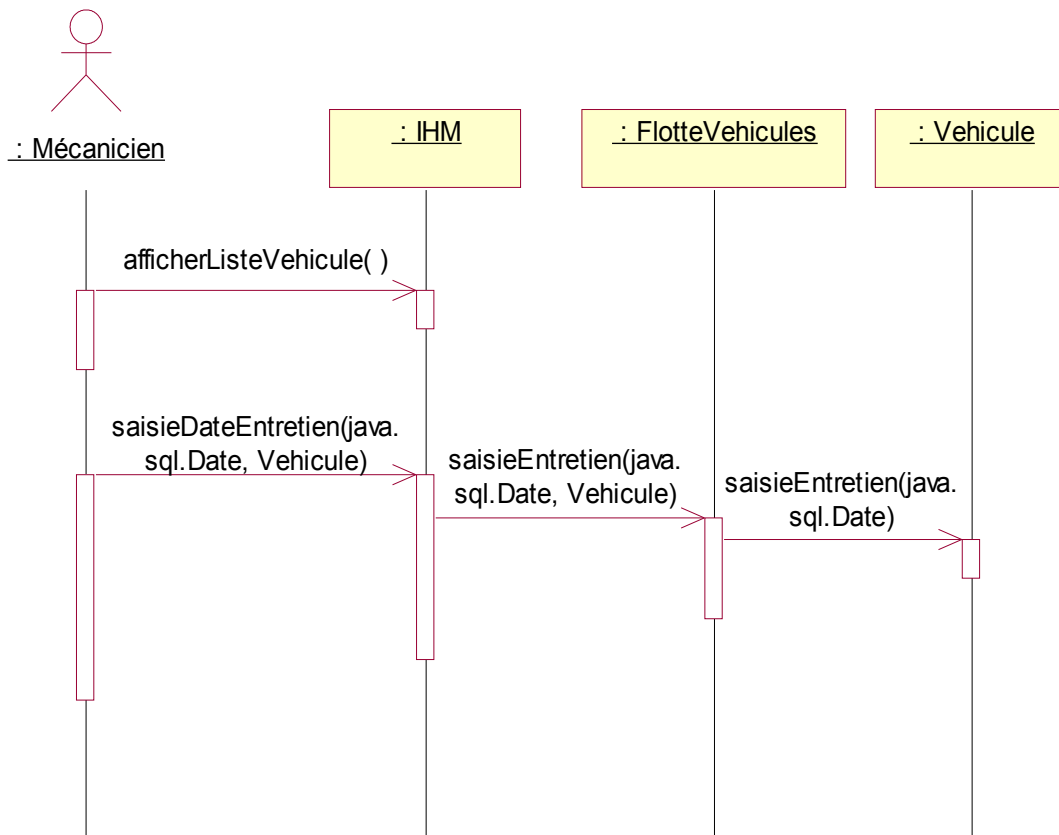 : Mécanicien
: IHM
: FlotteVehicules
: Vehicule
afficherListeVehicule( )
saisieDateEntretien(java.
sql.Date, Vehicule)
saisieEntretien(java.
sql.Date, Vehicule)
saisieEntretien(java.
sql.Date)